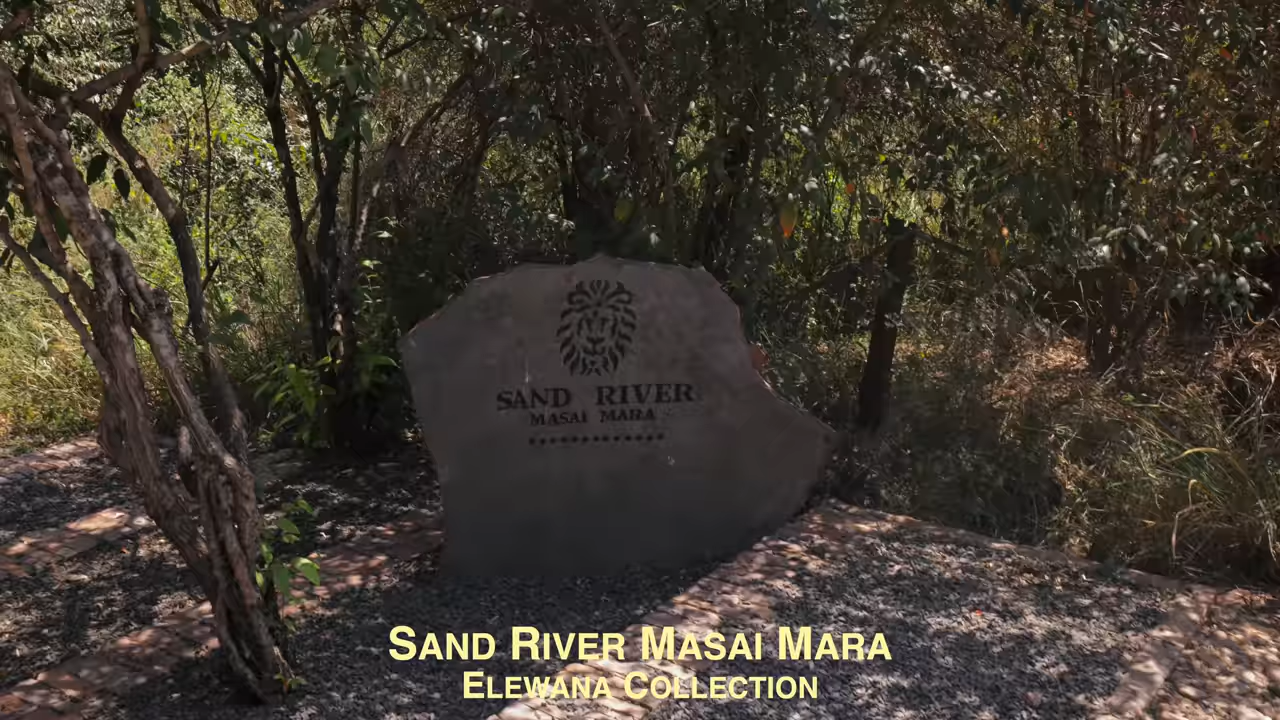 SAND RIVER
MASAI MARA
SAND RIVER MASAI MARA
ELEWANA COLLECTION